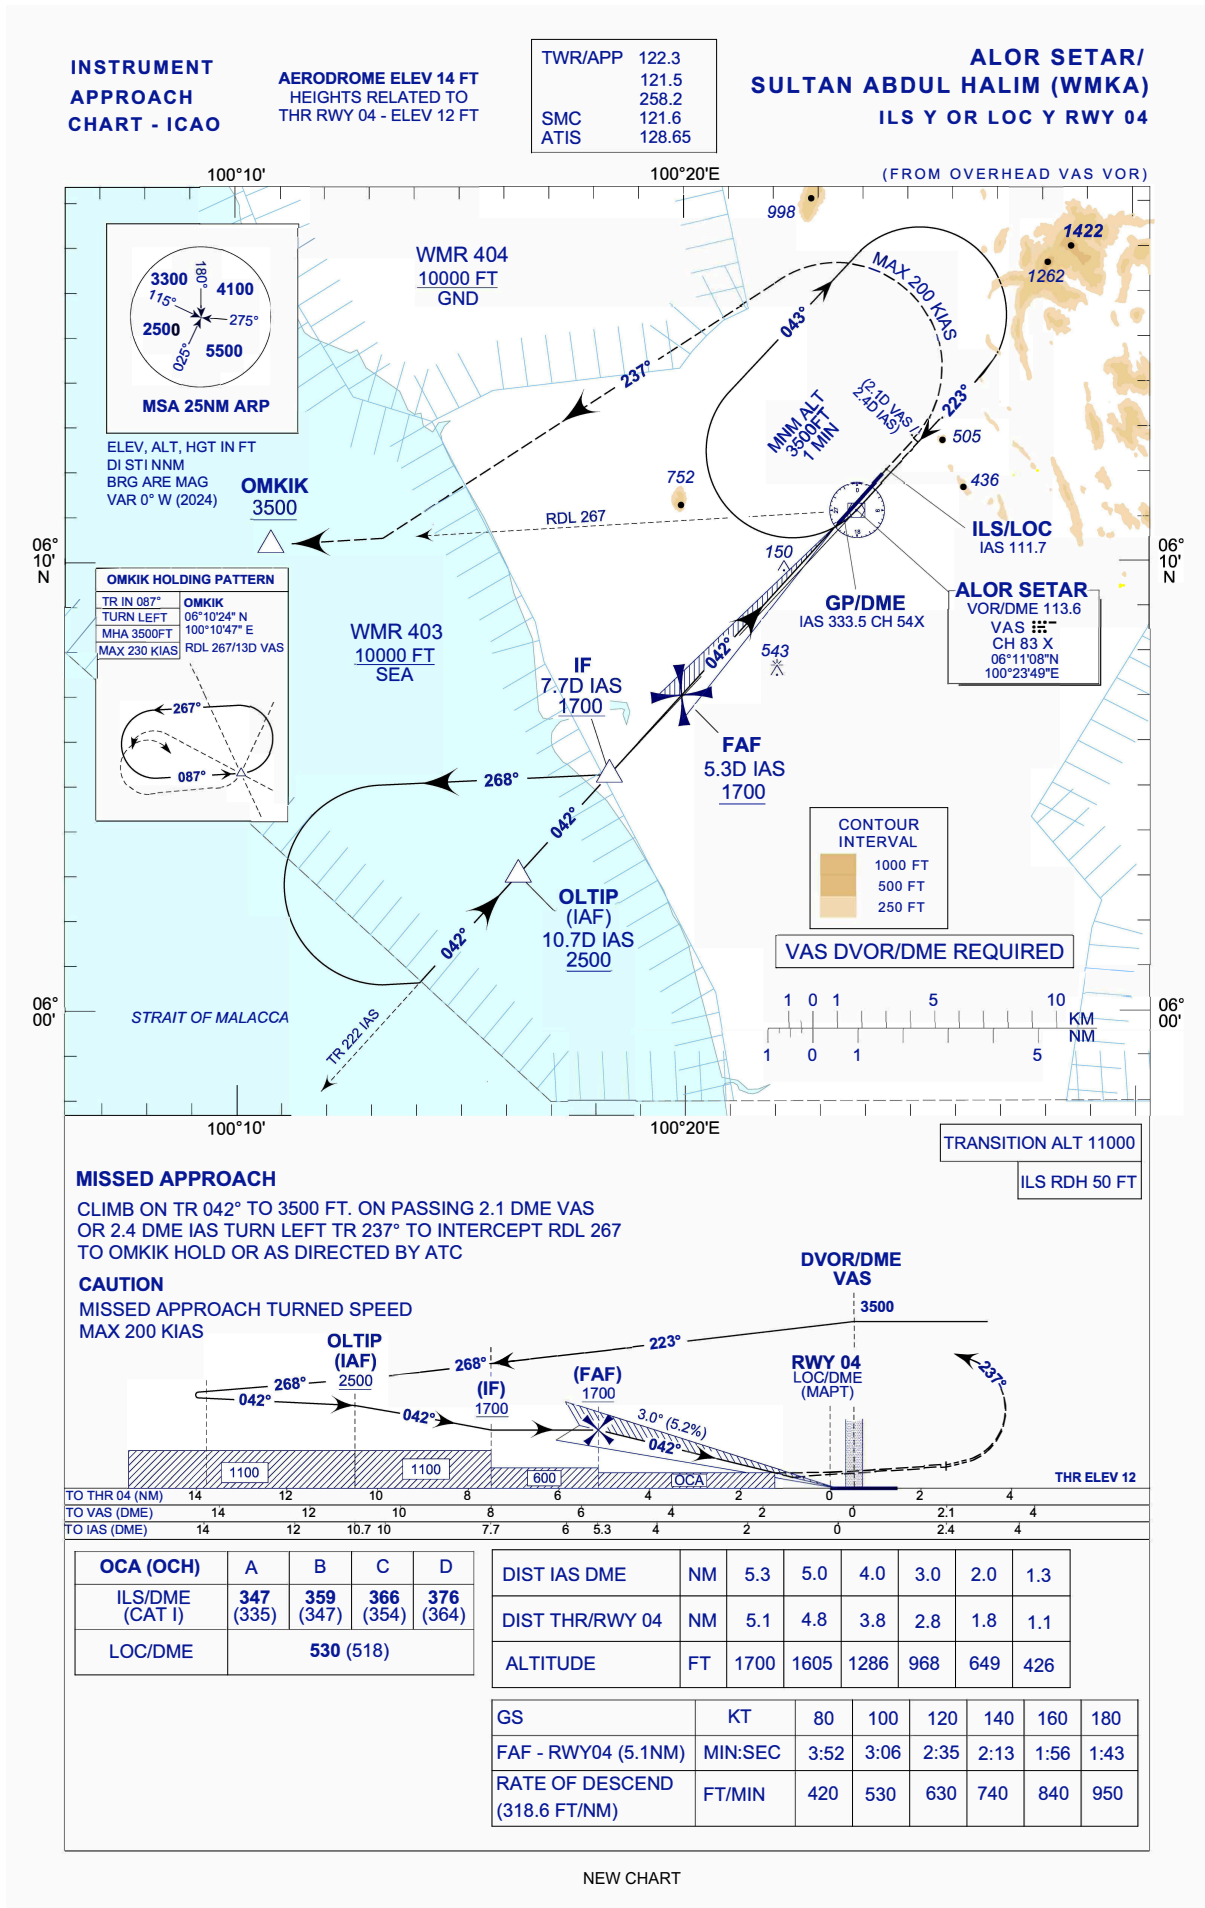 INSTRUMENT
APPROACH
CHART - ICAO
AERODROME ELEV 14 FT
HEIGHTS RELATED TO
THR RWY 04 - ELEV 12 FT
TWR/APP 122.3
121.5
258.2
SMC 121.6
ATIS 128.65
ALOR SETAR/
SULTAN ABDUL HALIM (WMKA)
ILS Y OR LOC Y RWY 04
(FROM OVERHEAD VAS VOR)
100°10'
100°20'E
3300
180°
4100
115°
275°
2500
025°
5500
MSA 25NM ARP
ELEV, ALT, HGT IN FT
DI STI NNM
BRG ARE MAG
VAR 0° W (2024)
WMR 404
10000 FT
GND
998
1422
1262
MAX 200 KIAS
043°
237°
223°
(2.1D VAS /
2.4D IAS)
MNM ALT
3500FT
1 MIN
505
436
752
OMKIK
3500
RDL 267
ILS/LOC
IAS 111.7
06°
10'
N
06°
10'
N
150
GP/DME
IAS 333.5 CH 54X
ALOR SETAR
VOR/DME 113.6
VAS
CH 83 X
06°11'08"N
100°23'49"E
OMKIK HOLDING PATTERN
TR IN 087°
TURN LEFT
MHA 3500FT
MAX 230 KIAS
OMKIK
06°10'24" N
100°10'47" E
RDL 267/13D VAS
267°
087°
WMR 403
10000 FT
SEA
IF
7.7D IAS
1700
042°
543
FAF
5.3D IAS
1700
268°
042°
OLTIP
(IAF)
10.7D IAS
2500
042°
TR 222 IAS
STRAIT OF MALACCA
CONTOUR
INTERVAL
1000 FT
500 FT
250 FT
VAS DVOR/DME REQUIRED
1 0 1 5 10
KM
NM
1 0 1 5
06°
00'
06°
00'
100°10'
100°20'E
TRANSITION ALT 11000
ILS RDH 50 FT
MISSED APPROACH
CLIMB ON TR 042° TO 3500 FT. ON PASSING 2.1 DME VAS
OR 2.4 DME IAS TURN LEFT TR 237° TO INTERCEPT RDL 267
TO OMKIK HOLD OR AS DIRECTED BY ATC
CAUTION
MISSED APPROACH TURNED SPEED
MAX 200 KIAS
DVOR/DME
VAS
3500
OLTIP
(IAF)
2500
268°
042°
268°
223°
042°
(IF)
1700
(FAF)
1700
3.0° (5.2%)
042°
RWY 04
LOC/DME
(MAPT)
237°
1100
1100
600
OCA
THR ELEV 12
TO THR 04 (NM) 14 12 10 8 6 4 2 0 2 4
TO VAS (DME) 14 12 10 8 6 4 2 0 2.1 4
TO IAS (DME) 14 12 10.7 10 7.7 6 5.3 4 2 0 2.4 4
OCA (OCH) A B C D
ILS/DME 347 359 366 376
(CAT I) (335) (347) (354) (364)
LOC/DME 530 (518)
DIST IAS DME NM 5.3 5.0 4.0 3.0 2.0 1.3
DIST THR/RWY 04 NM 5.1 4.8 3.8 2.8 1.8 1.1
ALTITUDE FT 1700 1605 1286 968 649 426
GS KT 80 100 120 140 160 180
FAF - RWY04 (5.1NM) MIN:SEC 3:52 3:06 2:35 2:13 1:56 1:43
RATE OF DESCEND
(318.6 FT/NM) FT/MIN 420 530 630 740 840 950
NEW CHART